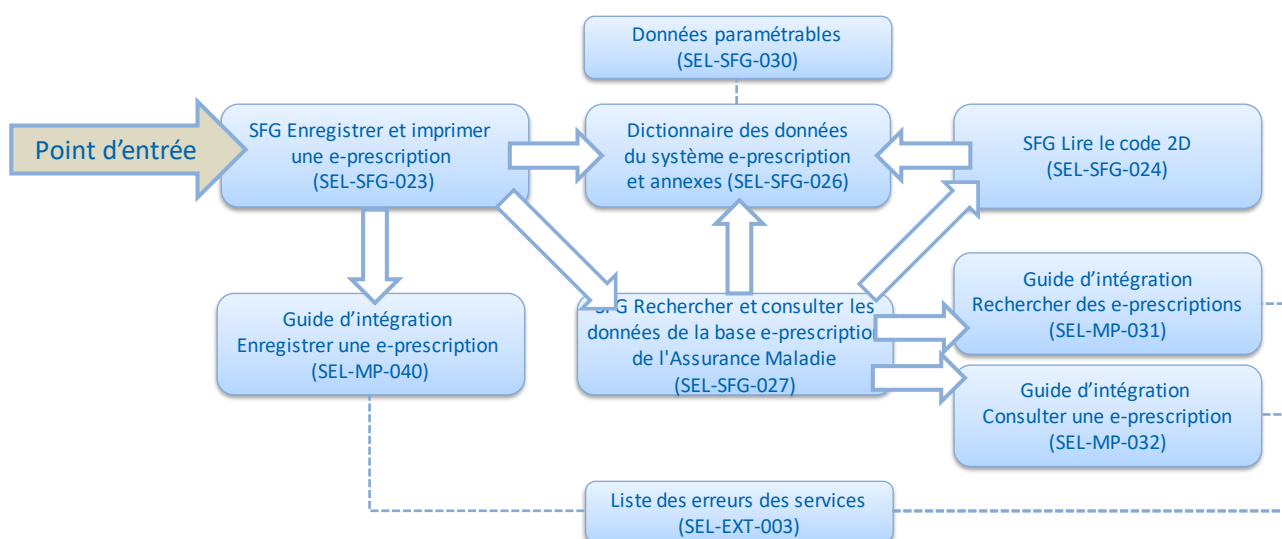 Données paramétrables
(SEL-SFG-030)
Point d'entrée
SFG Enregistrer et imprimer
une e-prescription
(SEL-SFG-023)
Dictionnaire des données
du système e-prescription
et annexes (SEL-SFG-026)
SFG Lire le code 2D
(SEL-SFG-024)
Guide d'intégration
Enregistrer une e-prescription
(SEL-MP-040)
SFG Rechercher et consulter les
données de la base e-prescription
de l'Assurance Maladie
(SEL-SFG-027)
Guide d'intégration
Rechercher des e-prescriptions
(SEL-MP-031)
Guide d'intégration
Consulter une e-prescription
(SEL-MP-032)
Liste des erreurs des services
(SEL-EXT-003)